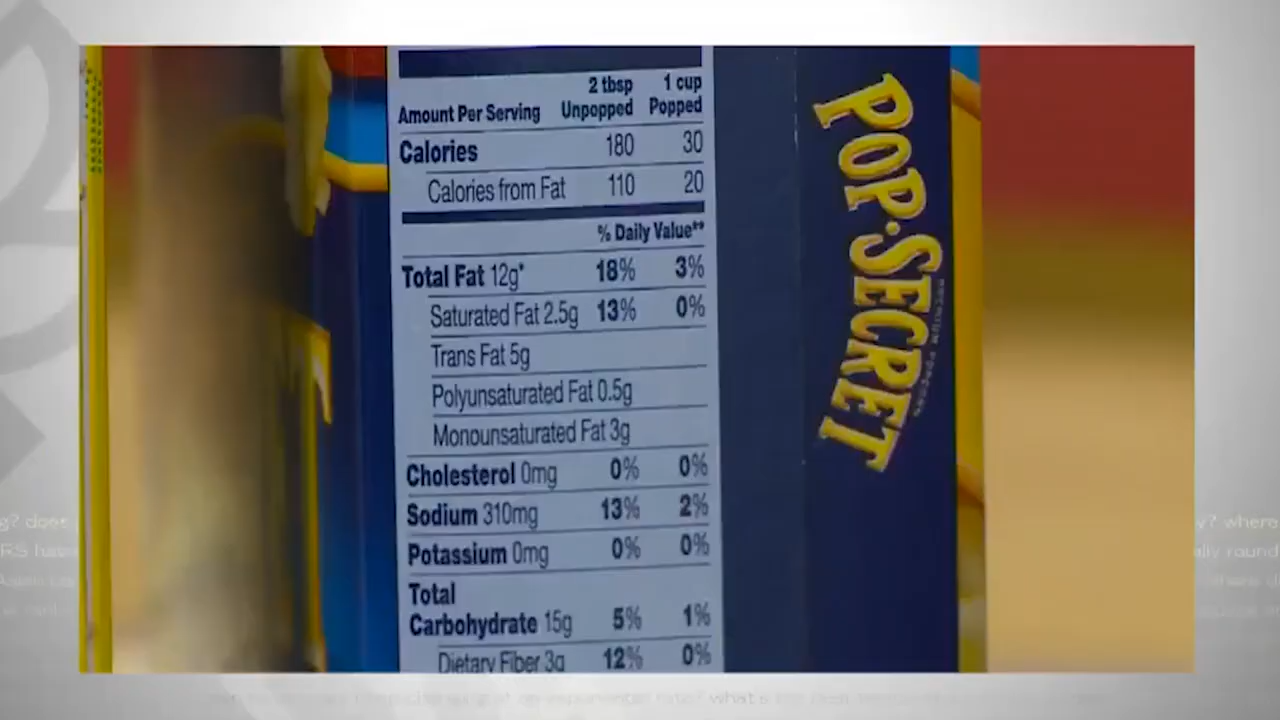 2 tbsp 1 cup
Amount Per Serving Unpopped Popped
Calories 180 30
Calories from Fat 110 20
% Daily Value**
Total Fat 12g* 18% 3%
Saturated Fat 2.5g 13% 0%
Trans Fat 5g
Polyunsaturated Fat 0.5g
Monounsaturated Fat 3g
Cholesterol 0mg 0% 0%
Sodium 310mg 13% 2%
Potassium 0mg 0% 0%
Total
Carbohydrate 15g 5% 1%
Dietary Fiber 3g 12% 0%
POP·SECRET
g? does
? where